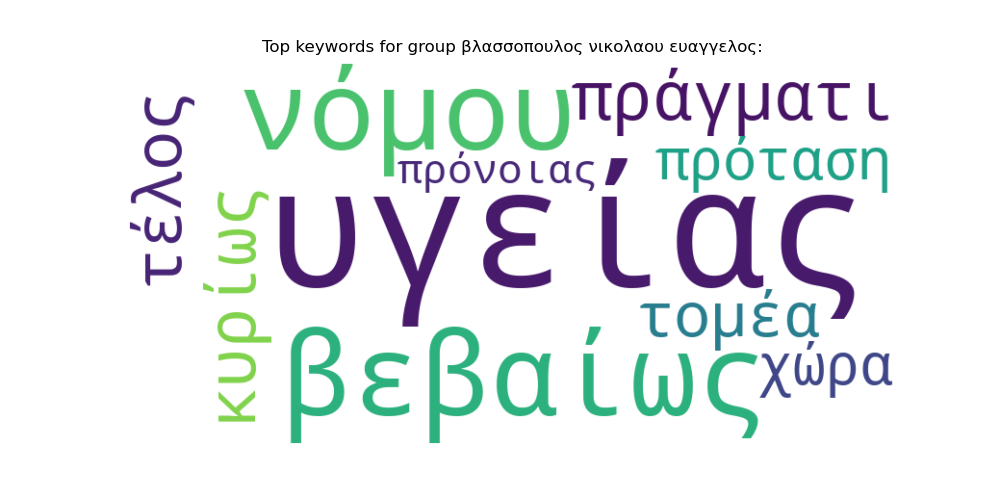 Top keywords for group βλασσοπουλος νικολαου ευαγγελος:
νόμου
πράγματι
τέλος
πρόνοιας
πρόταση
κυρίως
υγείας
τομέα
βεβαίως
χώρα